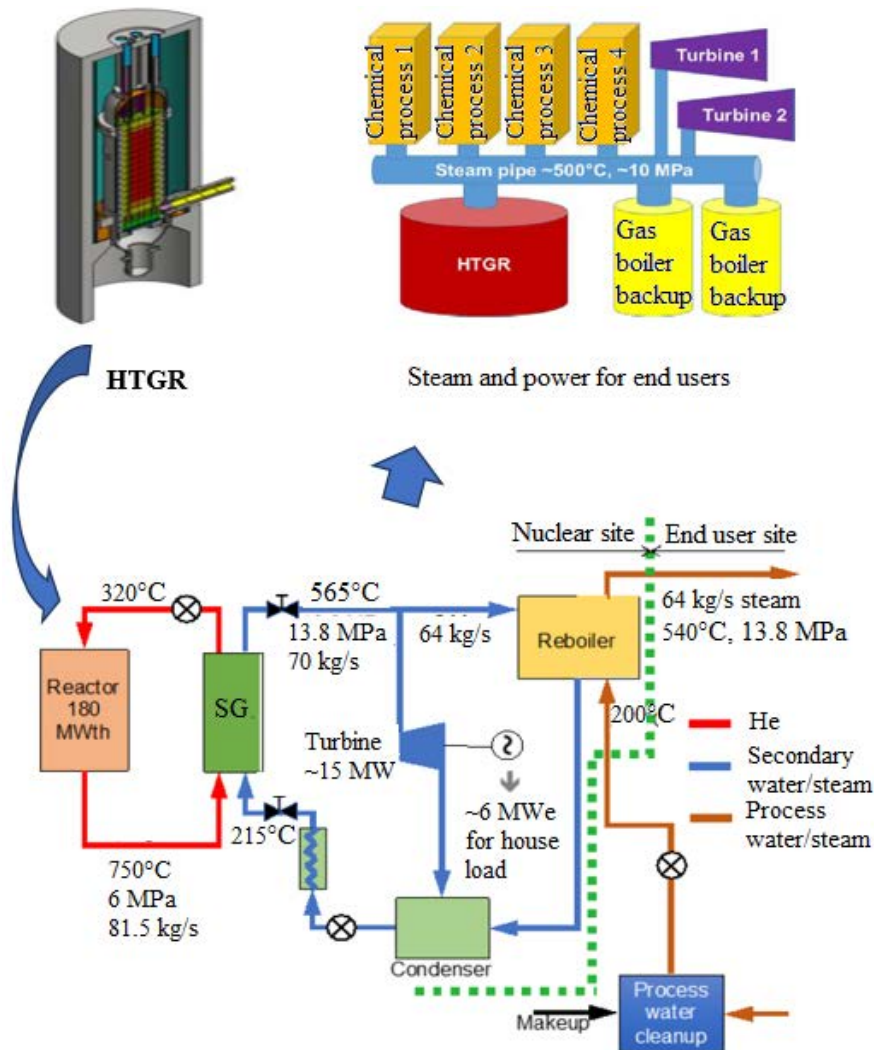 Chemical
process 1
Chemical
process 2
Chemical
process 3
Chemical
process 4
Turbine 1
Turbine 2
Steam pipe ~500°C, ~10 MPa
HTGR
Gas
boiler
backup
Gas
boiler
backup
HTGR
Steam and power for end users
Nuclear site
End user site
320°C
565°C
13.8 MPa
70 kg/s
64 kg/s
Reboiler
64 kg/s steam
540°C, 13.8 MPa
Reactor
180
MWth
SG.
200°C
He
Secondary
water/steam
Process
water/steam
Turbine
~15 MW
~6 MWe
for house
load
215°C
750°C
6 MPa
81.5 kg/s
Condenser
Makeup
Process
water
cleanup